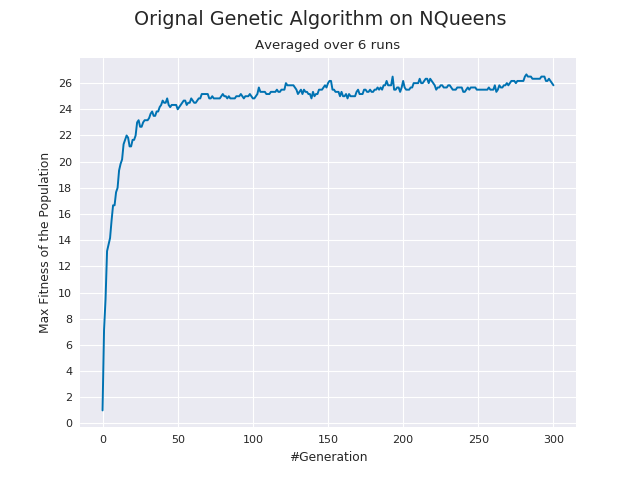 Orignal Genetic Algorithm on NQueens
Averaged over 6 runs
Max Fitness of the Population
26
24
22
20
18
16
14
12
10
8
6
4
2
0
0 50 100 150 200 250 300
#Generation